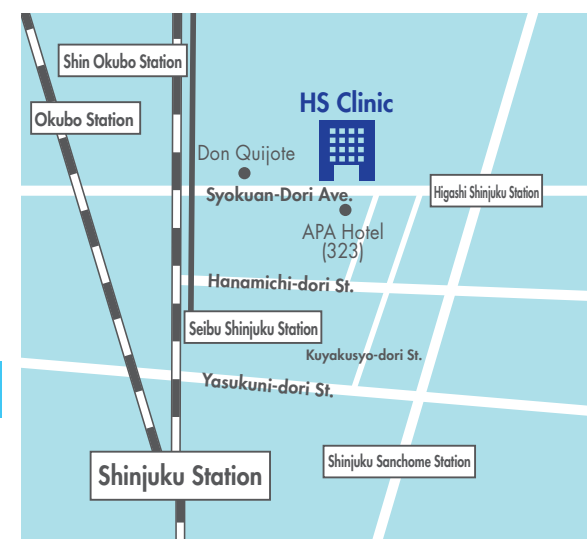 Shin Okubo Station
HS Clinic
Okubo Station
Don Quijote
Syokuan-Dori Ave.
Higashi Shinjuku Station
APA Hotel
(323)
Hanamichi-dori St.
Seibu Shinjuku Station
Kuyakusyo-dori St.
Yasukuni-dori St.
Shinjuku Station
Shinjuku Sanchome Station